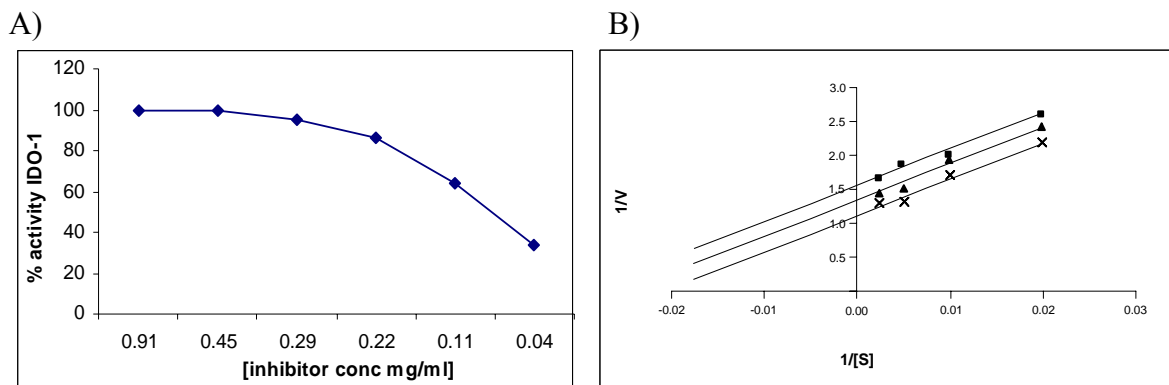 A)
120
100
80
60
40
20
0
% activity IDO-1
0.91 0.45 0.29 0.22 0.11 0.04
[inhibitor conc mg/ml]
B)
3.0
2.5
2.0
1.5
1.0
0.5
1/V
-0.02 -0.01 0.00 0.01 0.02 0.03
1/[S]